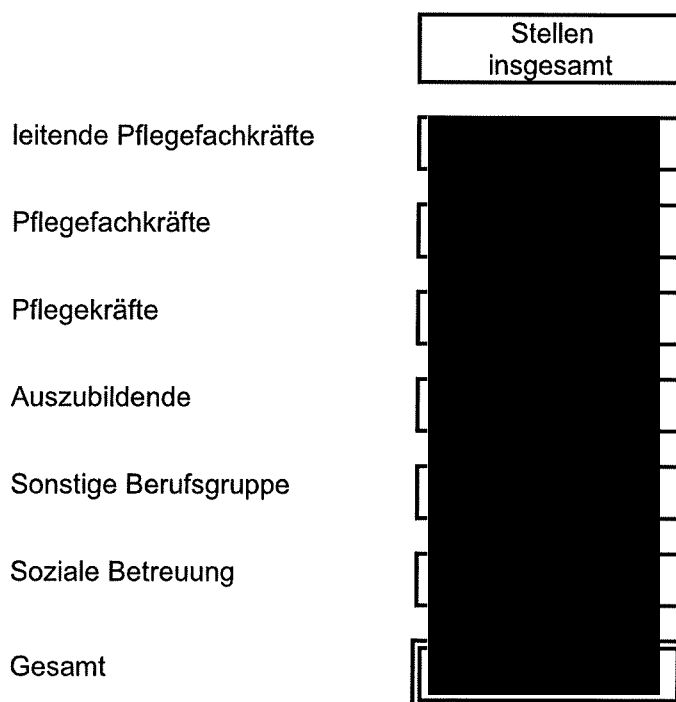 Stellen
insgesamt
leitende Pflegefachkräfte
Pflegefachkräfte
Pflegekräfte
Auszubildende
Sonstige Berufsgruppe
Soziale Betreuung
Gesamt